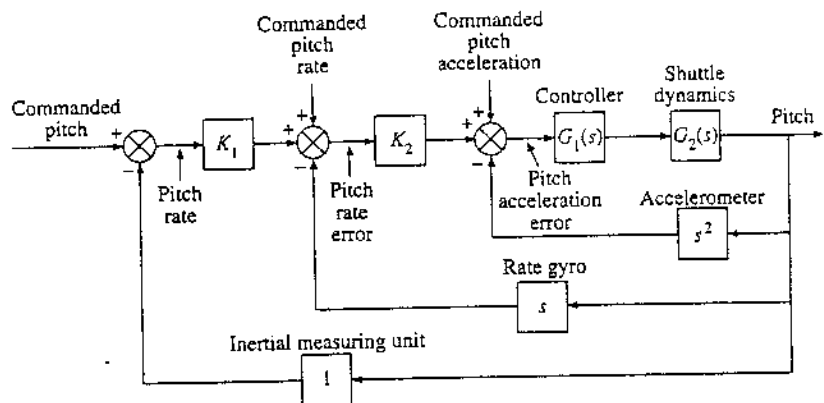 Commanded
pitch
rate
Commanded
pitch
acceleration
Controller
Shuttle
dynamics
Commanded
pitch
Pitch
+
+
+
+
+
K₁
K₂
G₁(s)
G₂(s)
−
−
−
Pitch
rate
Pitch
rate
error
Pitch
acceleration
error
Accelerometer
s²
Rate gyro
s
Inertial measuring unit
1